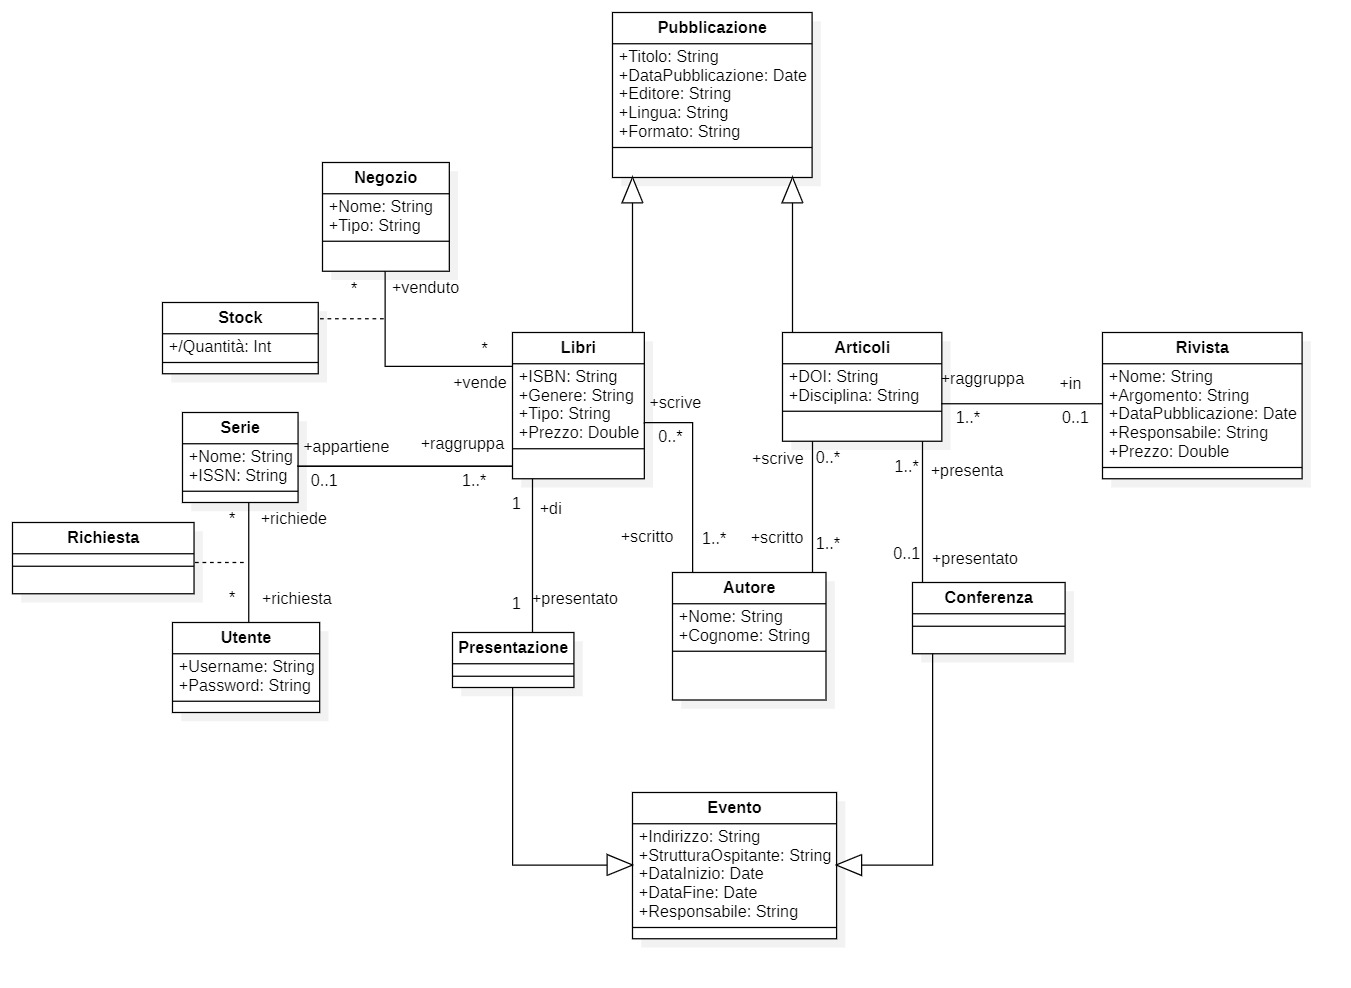 Pubblicazione
+Titolo: String
+DataPubblicazione: Date
+Editore: String
+Lingua: String
+Formato: String
Negozio
+Nome: String
+Tipo: String
* +venduto
Stock
+/Quantità: Int
*
+vende
Libri
+ISBN: String
+Genere: String
+Tipo: String
+Prezzo: Double
Articoli
+DOI: String
+Disciplina: String
Rivista
+Nome: String
+Argomento: String
+DataPubblicazione: Date
+Responsabile: String
+Prezzo: Double
+raggruppa +in
1..* 0..1
+scrive
0..*
Serie
+Nome: String
+ISSN: String
+appartiene +raggruppa
0..1 1..*
+scrive 0..*
1..* +presenta
1 +di
* +richiede
Richiesta
* +richiesta
+scritto 1..*
+scritto 1..*
0..1 +presentato
1 +presentato
Utente
+Username: String
+Password: String
Presentazione
Autore
+Nome: String
+Cognome: String
Conferenza
Evento
+Indirizzo: String
+StrutturaOspitante: String
+DataInizio: Date
+DataFine: Date
+Responsabile: String